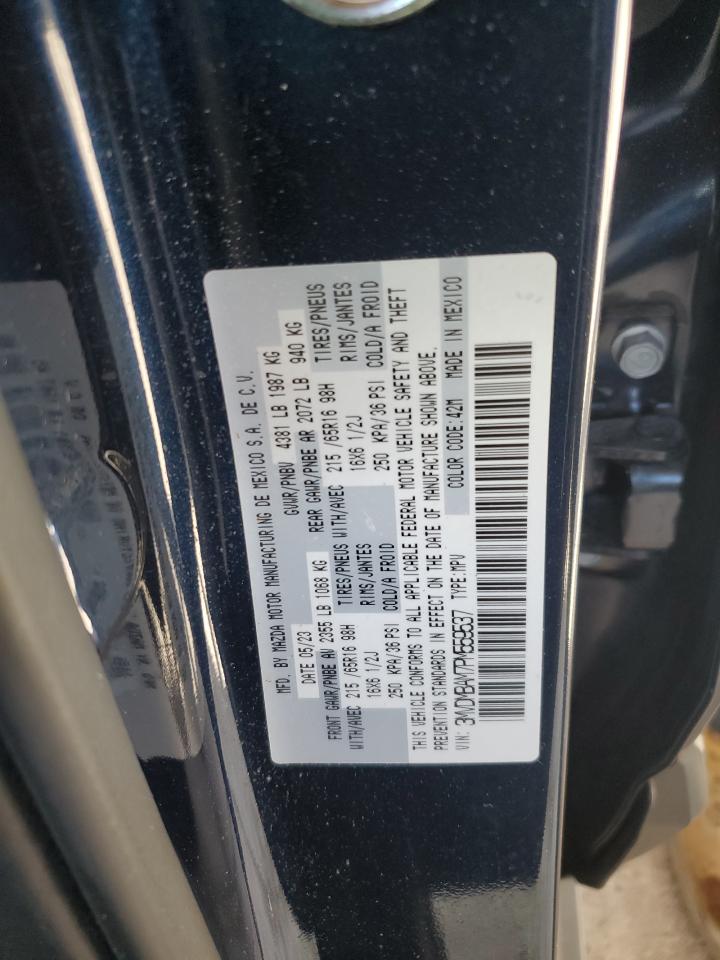 MFD. BY MAZDA MOTOR MANUFACTURING DE MEXICO S.A. DE C.V.
DATE 05/23 GVWR/PNBV 4381 LB 1987 KG
FRONT GAWR/PNBE AV 2355 LB 1068 KG REAR GAWR/PNBE AR 2072 LB 940 KG
WITH/AVEC 215 /65R16 98H TIRES/PNEUS WITH/AVEC 215 /65R16 98H TIRES/PNEUS
16X6 1/2J RIMS/JANTES 16X6 1/2J RIMS/JANTES
250 KPA/36 PSI COLD/A FROID 250 KPA/36 PSI COLD/A FROID
THIS VEHICLE CONFORMS TO ALL APPLICABLE FEDERAL MOTOR VEHICLE SAFETY AND THEFT
PREVENTION STANDARDS IN EFFECT ON THE DATE OF MANUFACTURE SHOWN ABOVE.
VIN: 3MVDMBAM7PM559537 TYPE:MPV COLOR CODE:42M MADE IN MEXICO